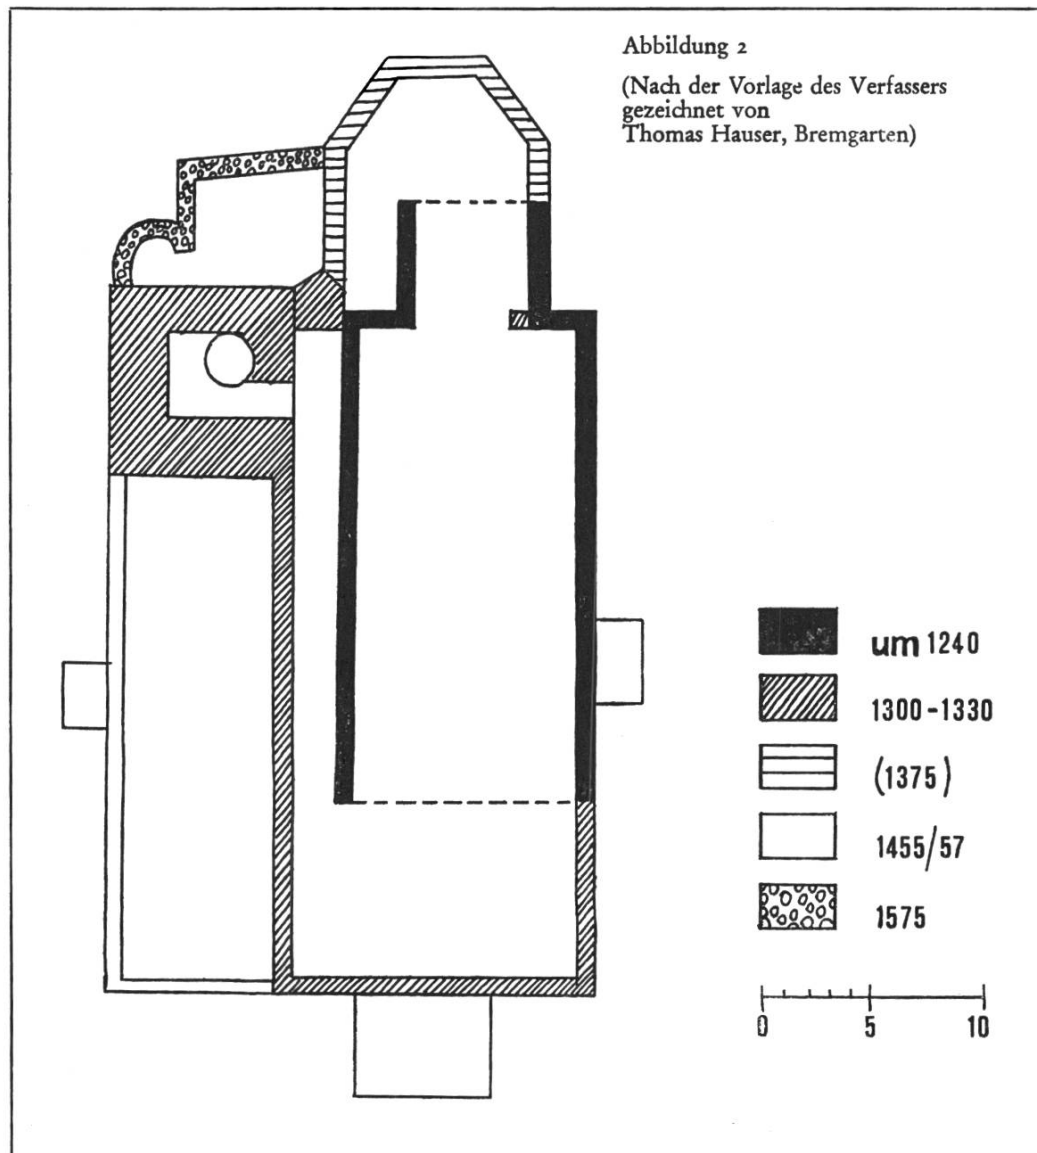 Abbildung 2
(Nach der Vorlage des Verfassers
gezeichnet von
Thomas Hauser, Bremgarten)
um 1240
1300-1330
(1375)
1455/57
1575
0 5 10